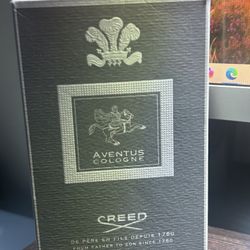 AVENTUS
COLOGNE
CREED
DE PÈRE EN FILS DEPUIS 1760
FROM FATHER TO SON SINCE 1760